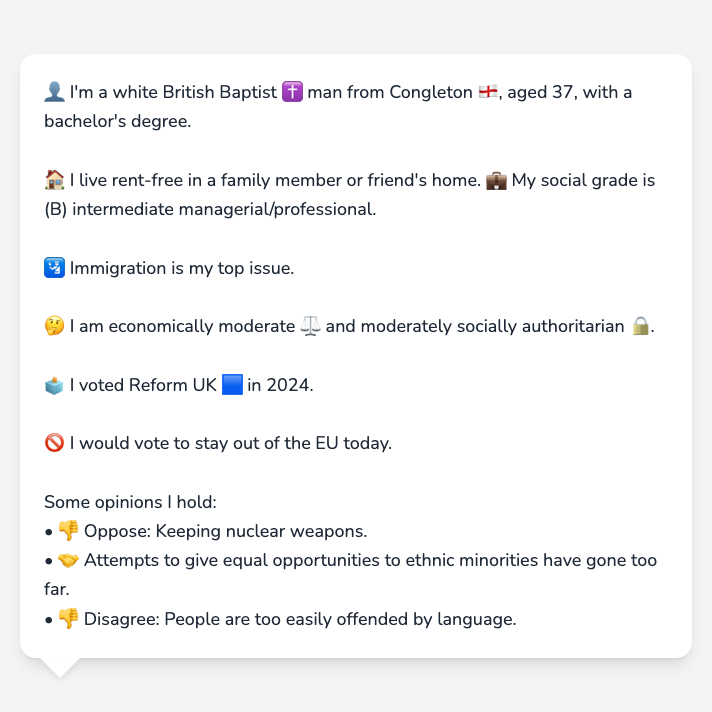 👤 I'm a white British Baptist ✝️ man from Congleton 🏴󠁧󠁢󠁥󠁮󠁧󠁿, aged 37, with a
bachelor's degree.
🏠 I live rent-free in a family member or friend's home. 💼 My social grade is
(B) intermediate managerial/professional.
🛂 Immigration is my top issue.
🤔 I am economically moderate ⚖️ and moderately socially authoritarian 🔒.
🗳️ I voted Reform UK 🟦 in 2024.
🚫 I would vote to stay out of the EU today.
Some opinions I hold:
• 👎 Oppose: Keeping nuclear weapons.
• 🤝 Attempts to give equal opportunities to ethnic minorities have gone too
far.
• 👎 Disagree: People are too easily offended by language.